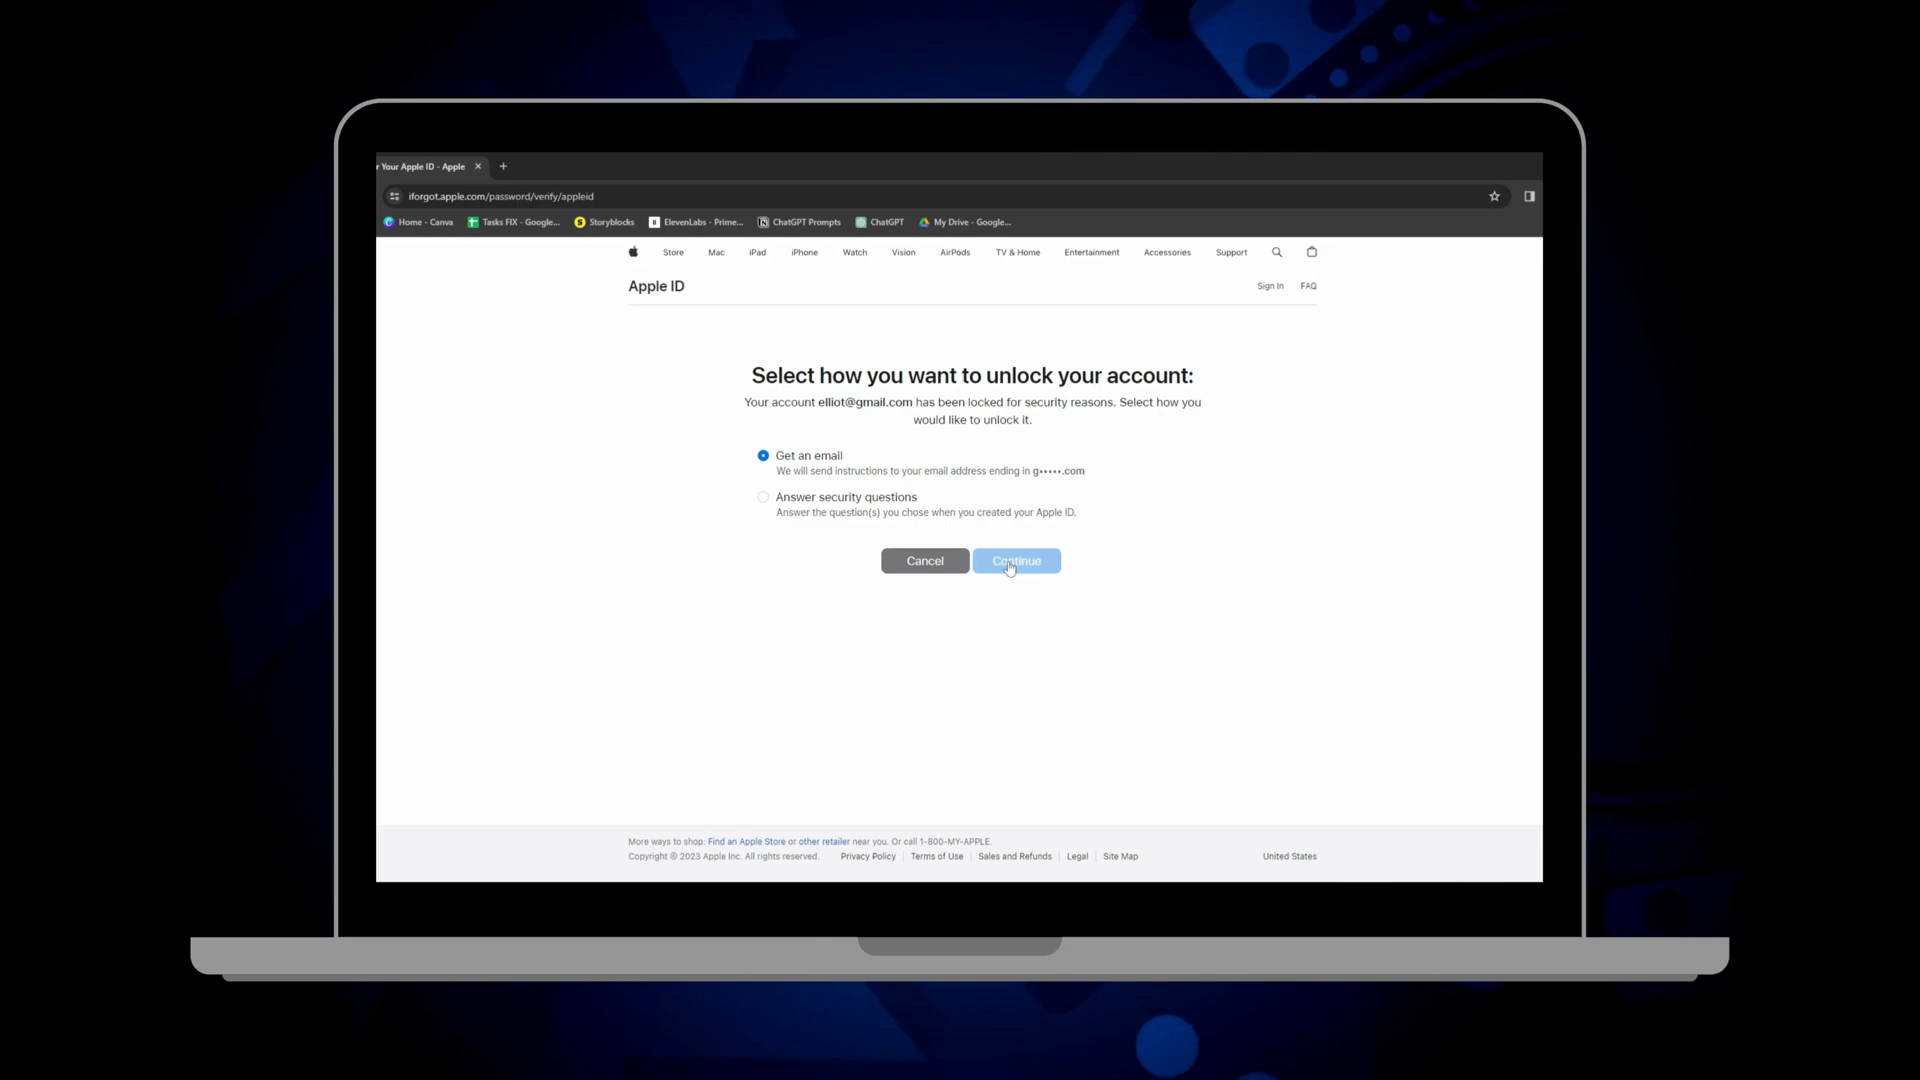 r Your Apple ID - Apple
iforgot.apple.com/password/verify/appleid
Home - Canva Tasks FIX - Google... Storyblocks ElevenLabs - Prime... ChatGPT Prompts ChatGPT My Drive - Google...
Store Mac iPad iPhone Watch Vision AirPods TV & Home Entertainment Accessories Support
Apple ID
Sign In FAQ
Select how you want to unlock your account:
Your account elliot@gmail.com has been locked for security reasons. Select how you
would like to unlock it.
Get an email
We will send instructions to your email address ending in g•••••.com
Answer security questions
Answer the question(s) you chose when you created your Apple ID.
Cancel Continue
More ways to shop: Find an Apple Store or other retailer near you. Or call 1-800-MY-APPLE.
Copyright © 2023 Apple Inc. All rights reserved. Privacy Policy Terms of Use Sales and Refunds Legal Site Map United States